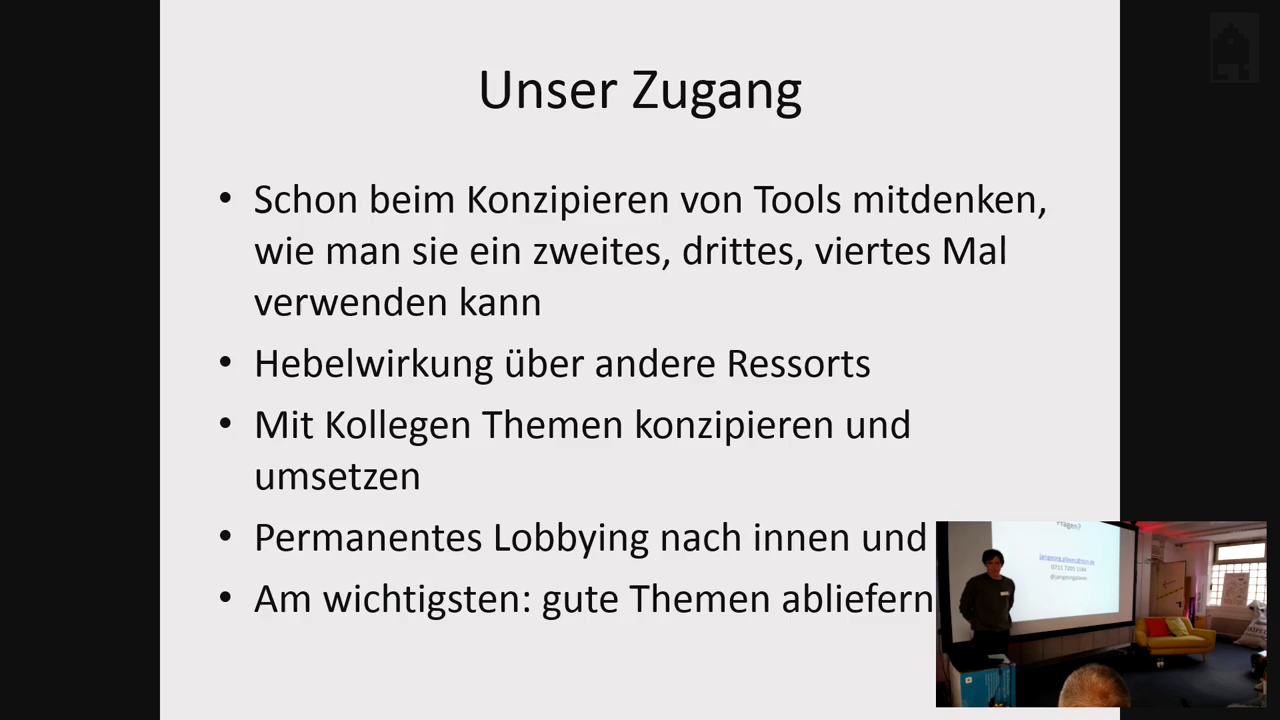 Unser Zugang
• Schon beim Konzipieren von Tools mitdenken,
wie man sie ein zweites, drittes, viertes Mal
verwenden kann
• Hebelwirkung über andere Ressorts
• Mit Kollegen Themen konzipieren und
umsetzen
• Permanentes Lobbying nach innen und
• Am wichtigsten: gute Themen abliefern
Fragen?